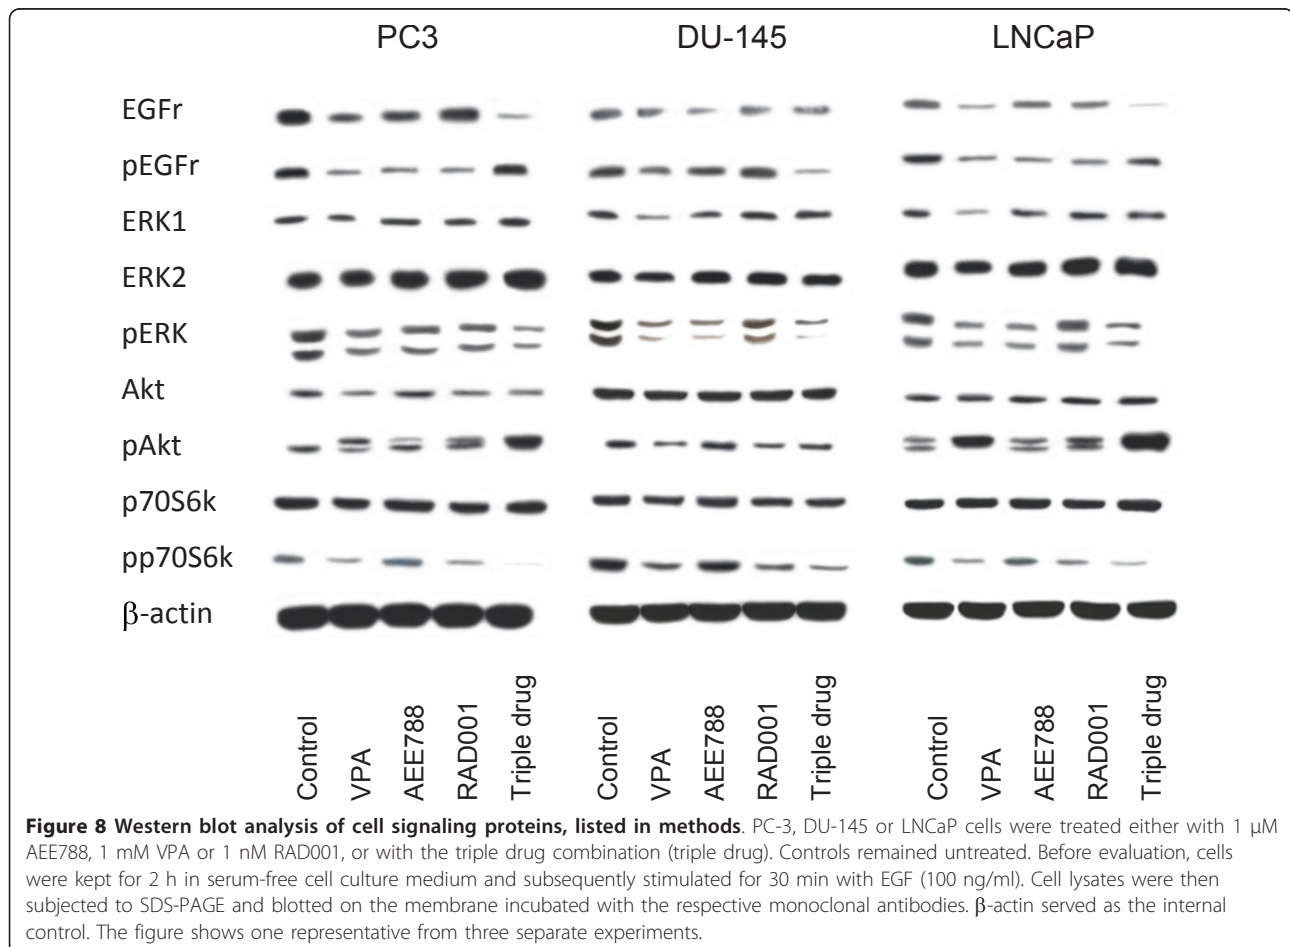 PC3 DU-145 LNCaP
EGFr
pEGFr
ERK1
ERK2
pERK
Akt
pAkt
p70S6k
pp70S6k
β-actin
Control VPA AEE788 RAD001 Triple drug Control VPA AEE788 RAD001 Triple drug Control VPA AEE788 RAD001 Triple drug
Figure 8 Western blot analysis of cell signaling proteins, listed in methods. PC-3, DU-145 or LNCaP cells were treated either with 1 μM
AEE788, 1 mM VPA or 1 nM RAD001, or with the triple drug combination (triple drug). Controls remained untreated. Before evaluation, cells
were kept for 2 h in serum-free cell culture medium and subsequently stimulated for 30 min with EGF (100 ng/ml). Cell lysates were then
subjected to SDS-PAGE and blotted on the membrane incubated with the respective monoclonal antibodies. β-actin served as the internal
control. The figure shows one representative from three separate experiments.